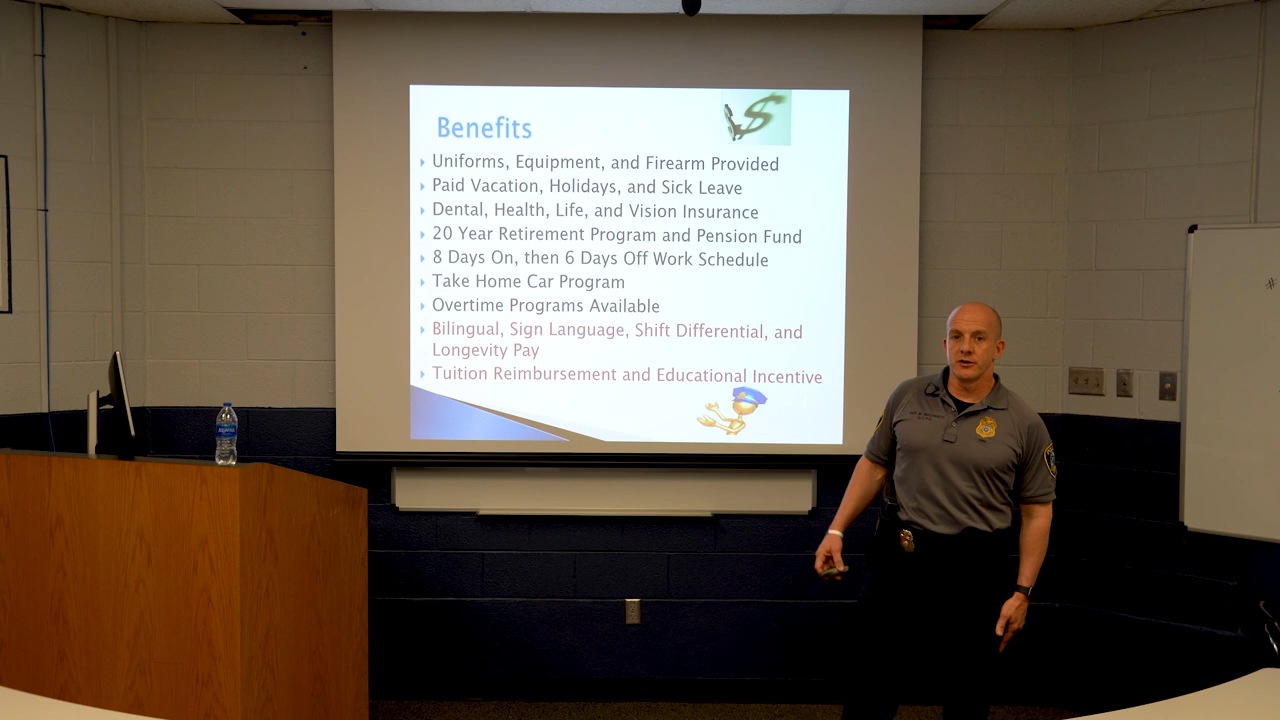 Benefits
Uniforms, Equipment, and Firearm Provided
Paid Vacation, Holidays, and Sick Leave
Dental, Health, Life, and Vision Insurance
20 Year Retirement Program and Pension Fund
8 Days On, then 6 Days Off Work Schedule
Take Home Car Program
Overtime Programs Available
Bilingual, Sign Language, Shift Differential, and
Longevity Pay
Tuition Reimbursement and Educational Incentive
#